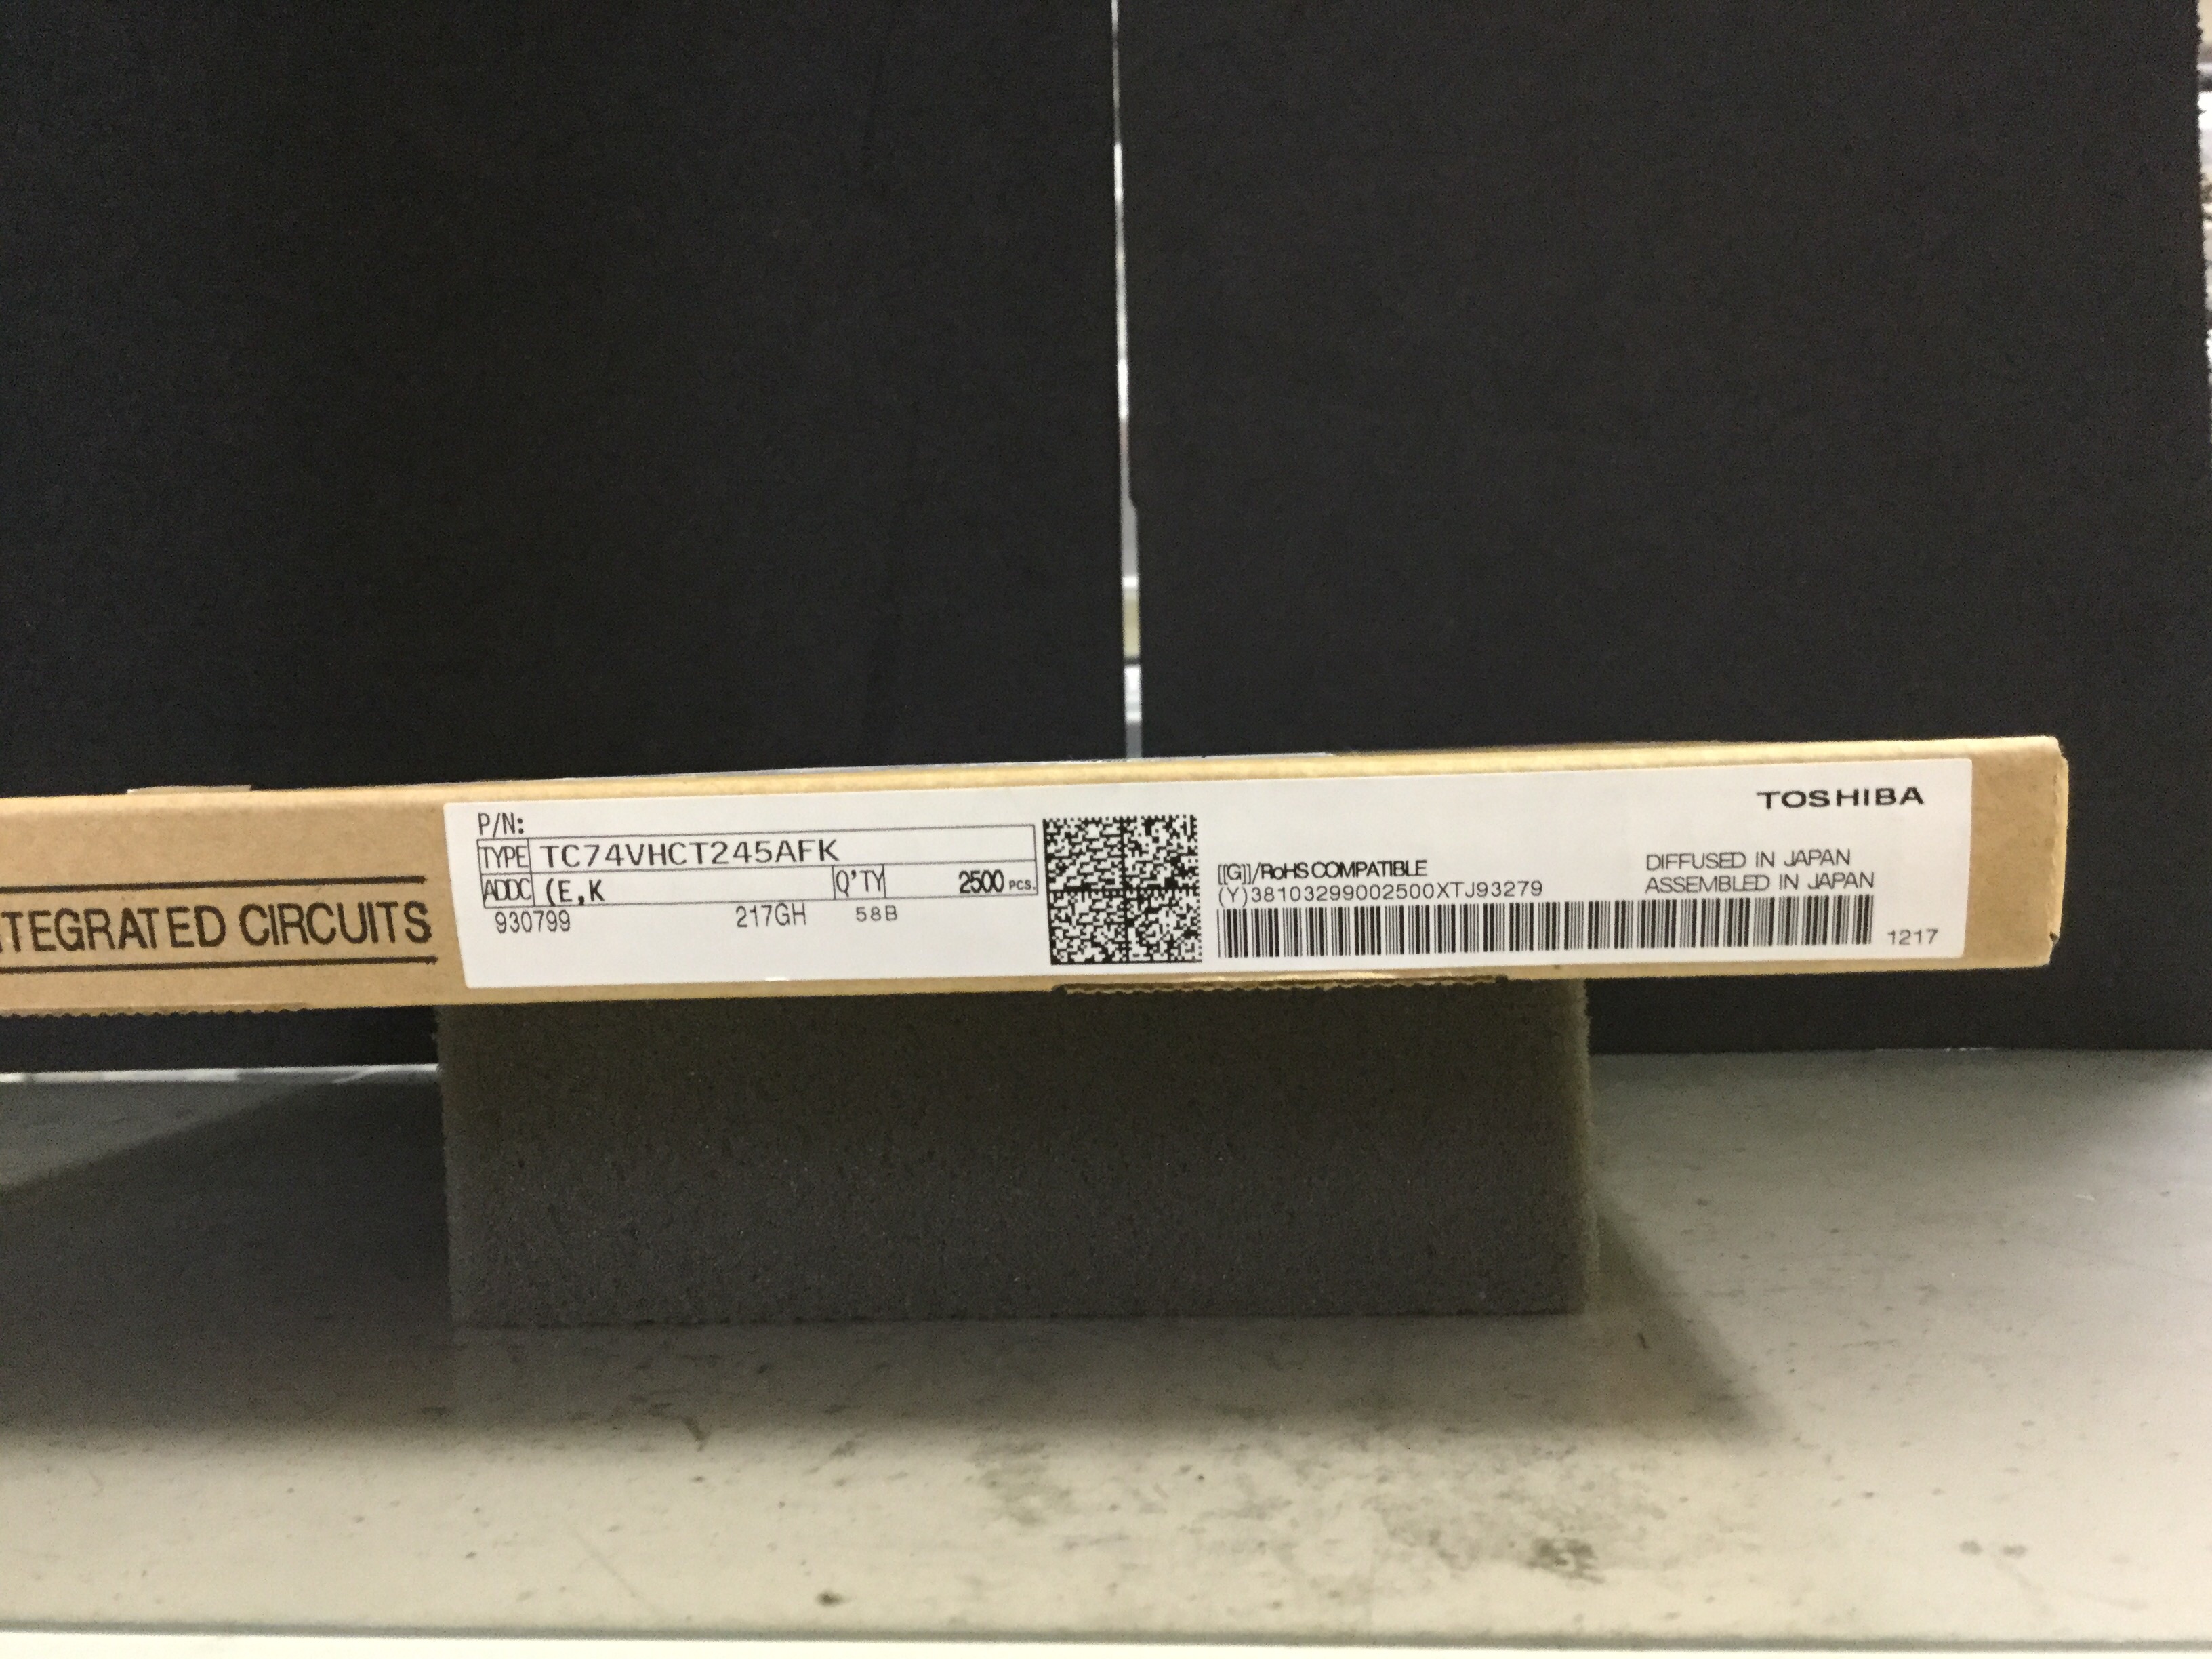 TOSHIBA
P/N:
TYPE TC74VHCT245AFK
ADDC (E,K Q'TY 2500 PCS.
930799 217GH 58B
[[G]]/RoHS COMPATIBLE
(Y)38103299002500XTJ93279
DIFFUSED IN JAPAN
ASSEMBLED IN JAPAN
1217
NTEGRATED CIRCUITS